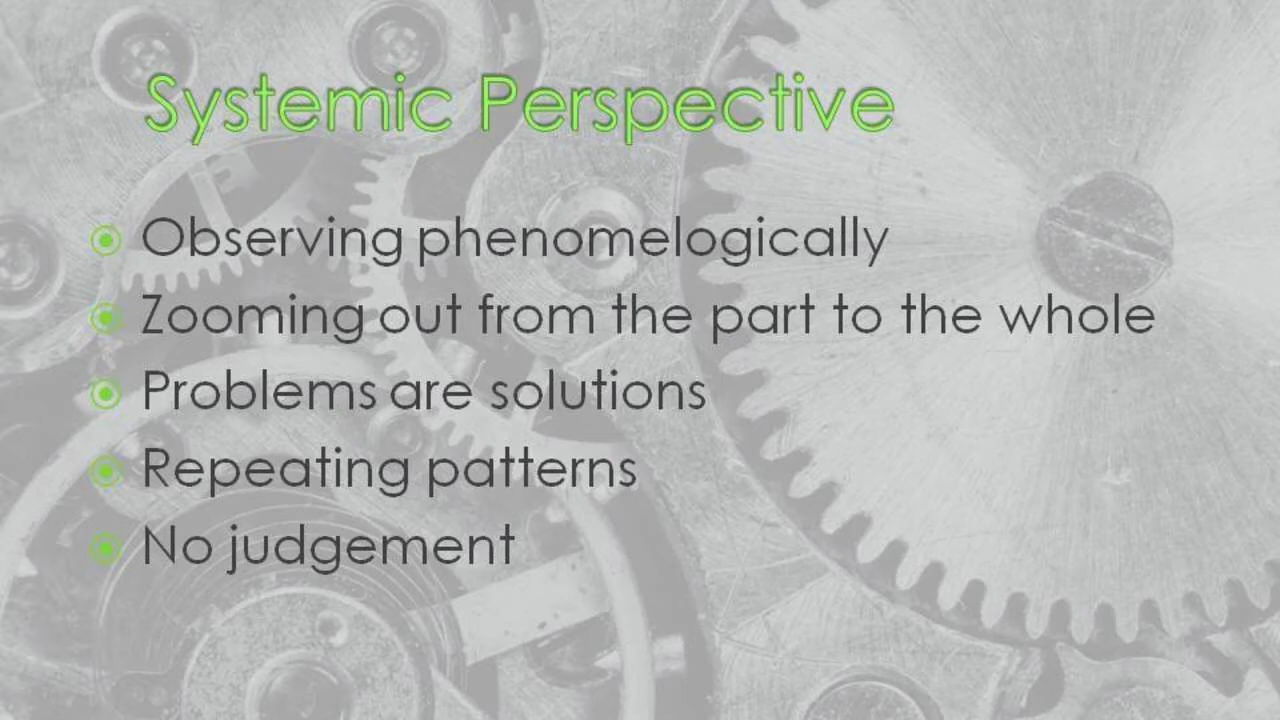 Systemic Perspective
Observing phenomelogically
Zooming out from the part to the whole
Problems are solutions
Repeating patterns
No judgement